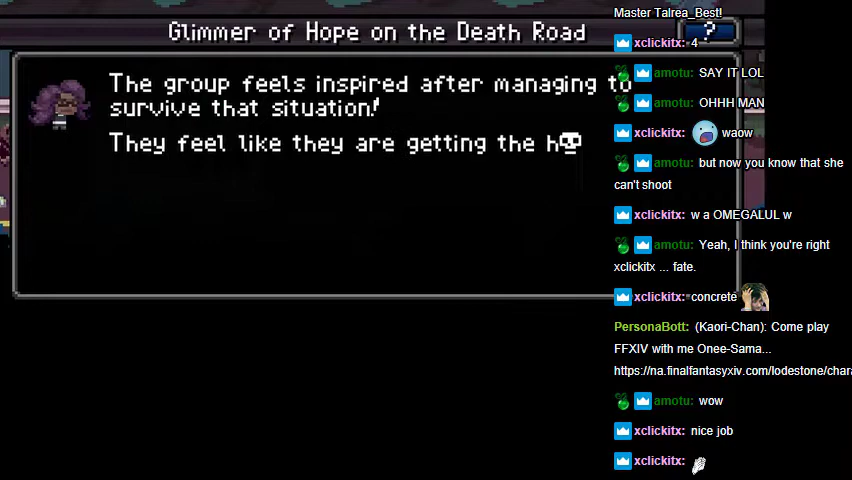 Glimmer of Hope on the Death Road
?
The group feels inspired after managing to
survive that situation!
They feel like they are getting the h
Master Talrea_Best!
xclickitx: 4
amotu: SAY IT LOL
amotu: OHHH MAN
xclickitx: waow
amotu: but now you know that she
can't shoot
xclickitx: w a OMEGALUL w
amotu: Yeah, I think you're right
xclickitx ... fate.
xclickitx: concrete
PersonaBott: (Kaori-Chan): Come play
FFXIV with me Onee-Sama...
https://na.finalfantasyxiv.com/lodestone/chara
amotu: wow
xclickitx: nice job
xclickitx: